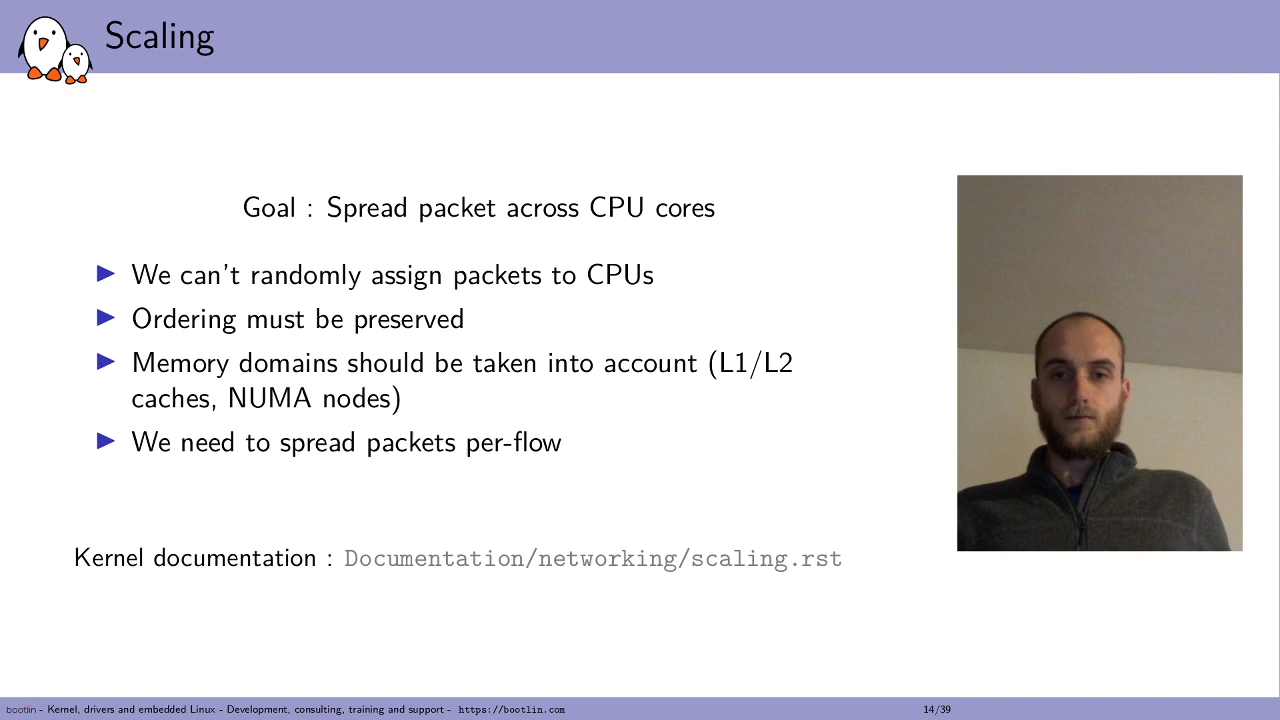 Scaling
Goal : Spread packet across CPU cores
▶ We can't randomly assign packets to CPUs
▶ Ordering must be preserved
▶ Memory domains should be taken into account (L1/L2
caches, NUMA nodes)
▶ We need to spread packets per-flow
Kernel documentation : Documentation/networking/scaling.rst
bootlin - Kernel, drivers and embedded Linux - Development, consulting, training and support - https://bootlin.com
14/39